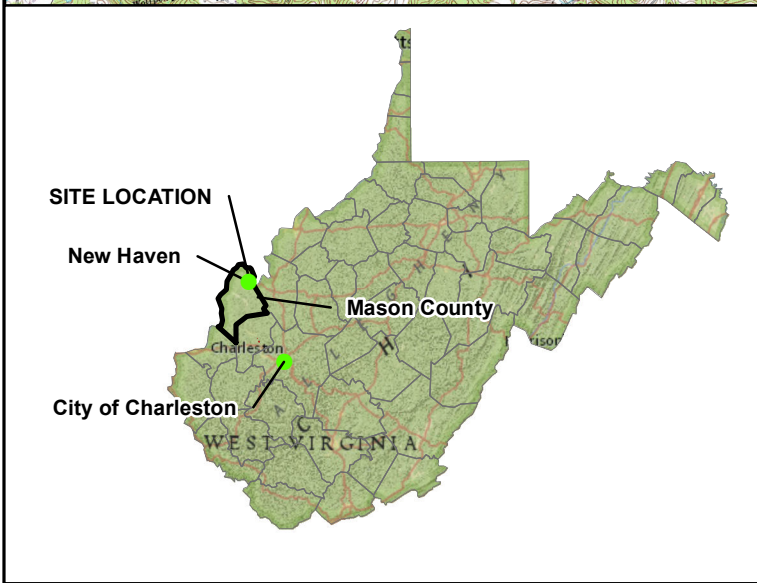 SITE LOCATION
New Haven
Mason County
Charleston
City of Charleston
WEST VIRGINIA